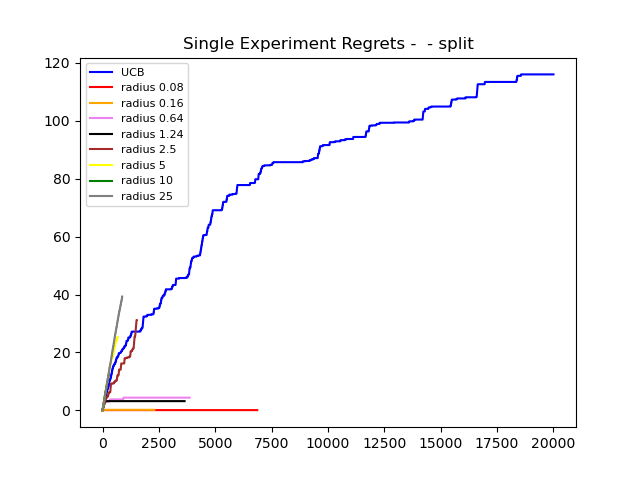 Single Experiment Regrets -  - split
120
100
80
60
40
20
0
UCB
radius 0.08
radius 0.16
radius 0.64
radius 1.24
radius 2.5
radius 5
radius 10
radius 25
0 2500 5000 7500 10000 12500 15000 17500 20000